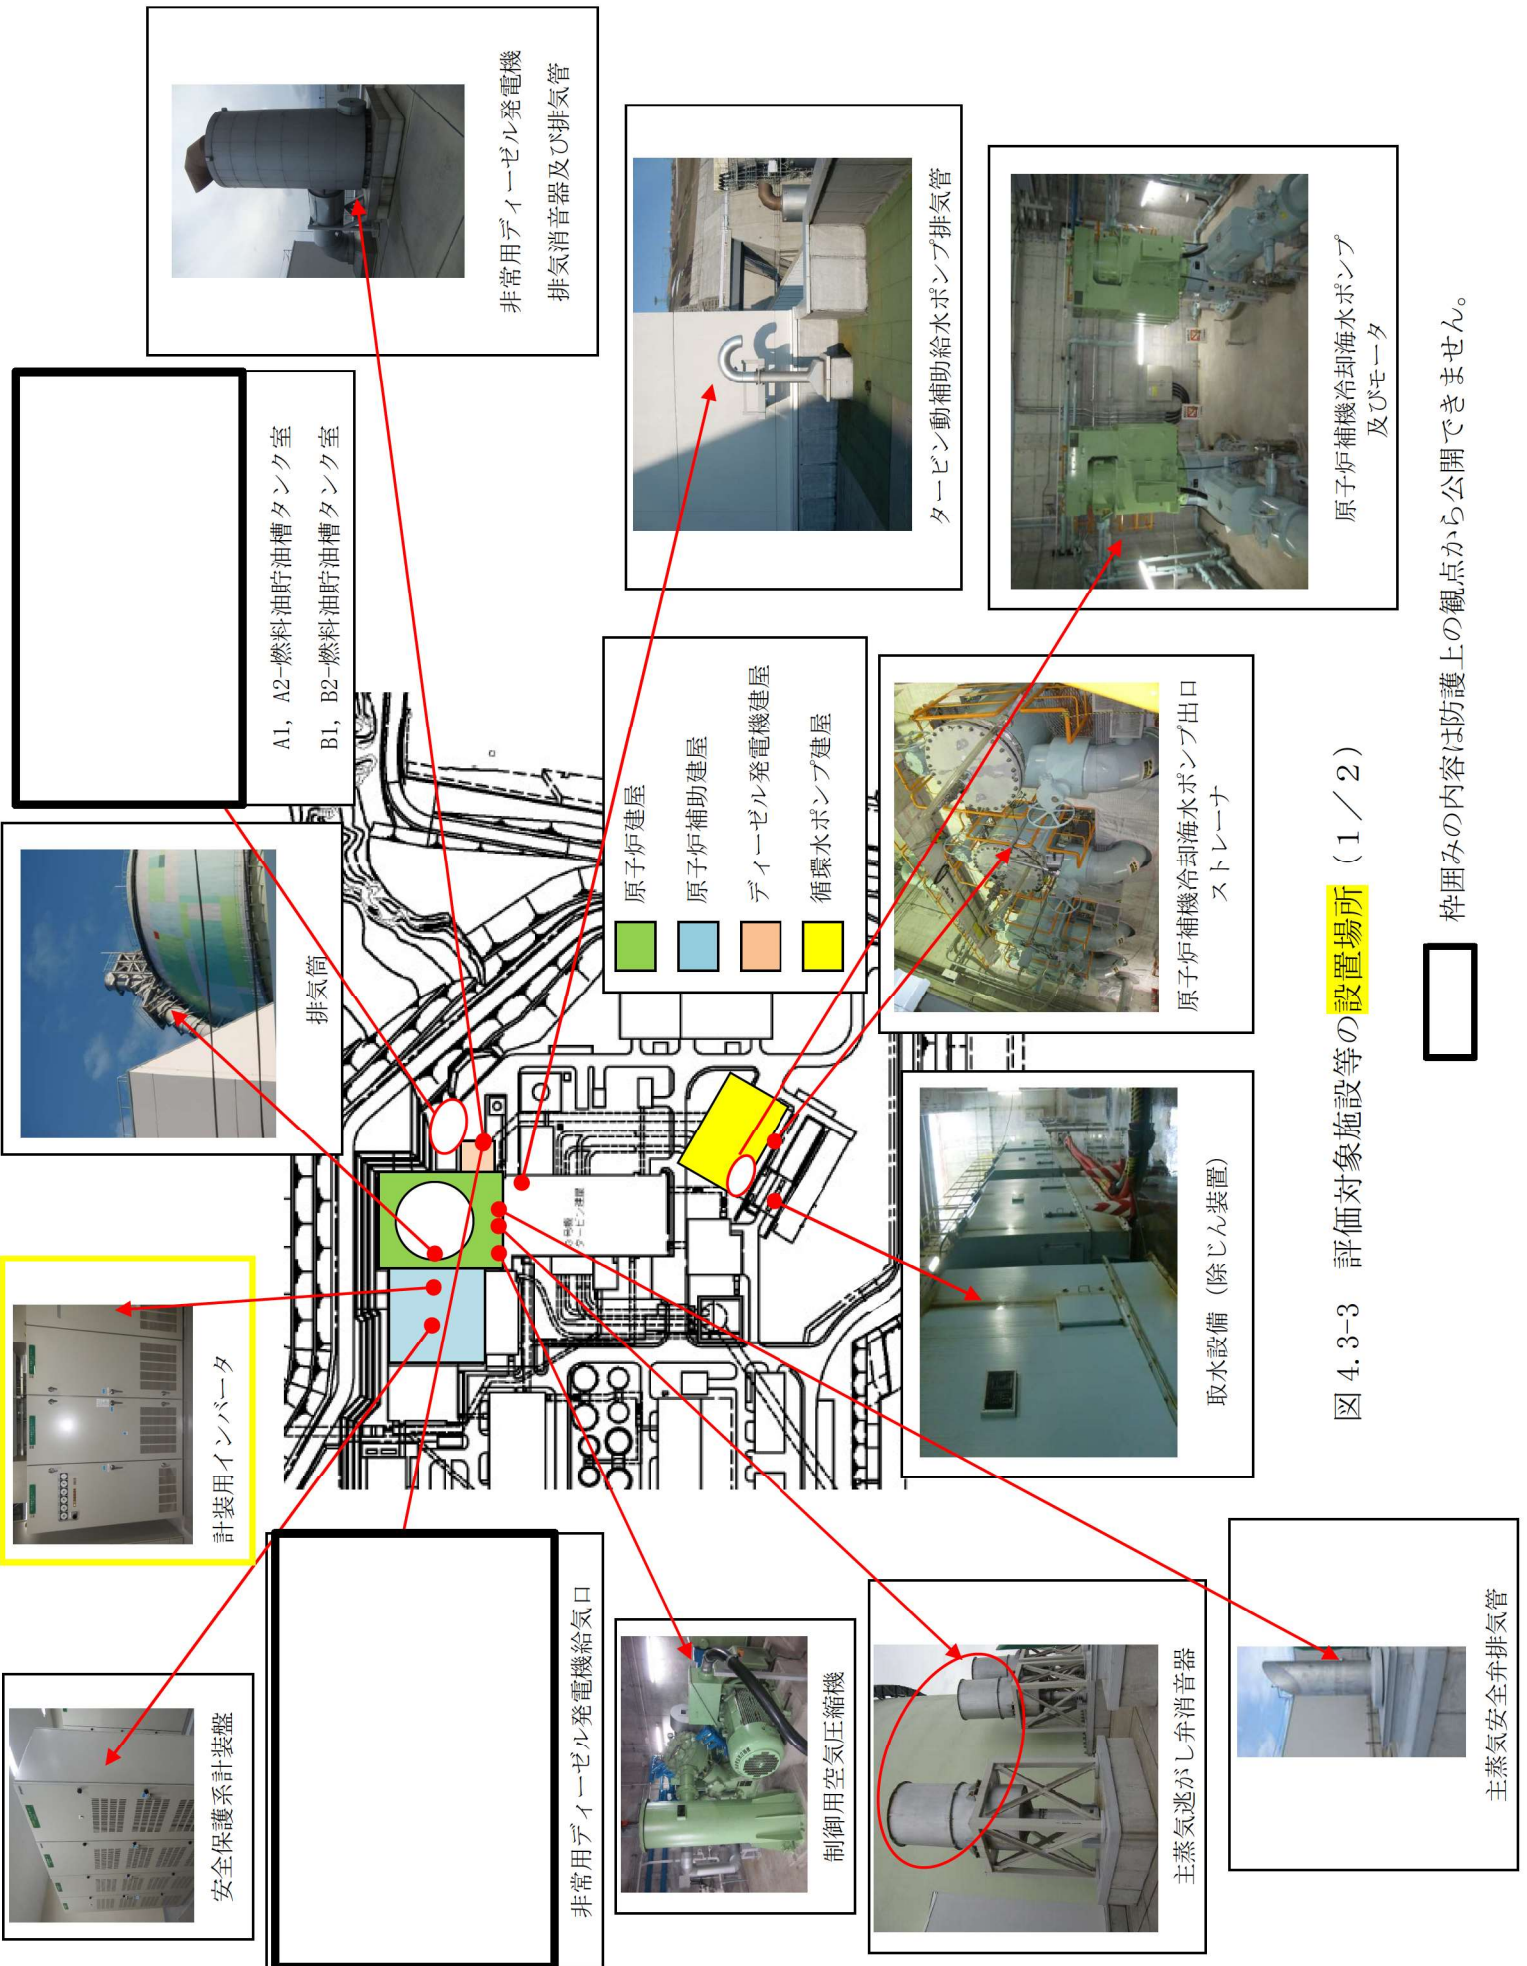 安全保護系計装盤
計装用インバータ
排気筒
A1, A2-燃料油貯油槽タンク室
B1, B2-燃料油貯油槽タンク室
非常用ディーゼル発電機
排気消音器及び排気管
非常用ディーゼル発電機給気口
3号機
タービン建屋
原子炉建屋
原子炉補助建屋
ディーゼル発電機建屋
循環水ポンプ建屋
タービン動補助給水ポンプ排気管
制御用空気圧縮機
主蒸気逃がし弁消音器
主蒸気安全弁排気管
取水設備（除じん装置）
原子炉補機冷却海水ポンプ出口
ストレーナ
原子炉補機冷却海水ポンプ
及びモータ
図 4.3-3 評価対象施設等の設置場所（１／２）
枠囲みの内容は防護上の観点から公開できません。